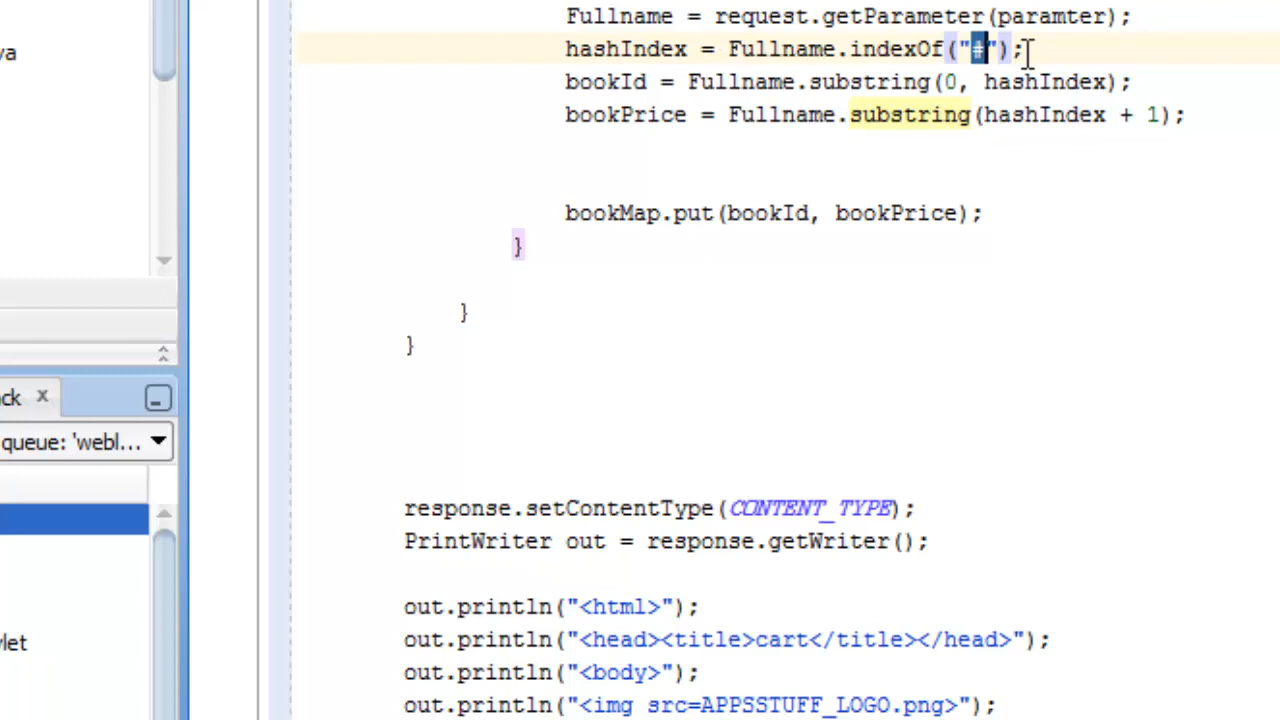 Fullname = request.getParameter(paramter);
va
hashIndex = Fullname.indexOf("#");
bookId = Fullname.substring(0, hashIndex);
bookPrice = Fullname.substring(hashIndex + 1);
bookMap.put(bookId, bookPrice);
}
}
}
ck x
queue: 'webl...
response.setContentType(CONTENT_TYPE);
PrintWriter out = response.getWriter();
out.println("<html>");
vlet
out.println("<head><title>cart</title></head>");
out.println("<body>");
out.println("<img src=APPSSTUFF_LOGO.png>");